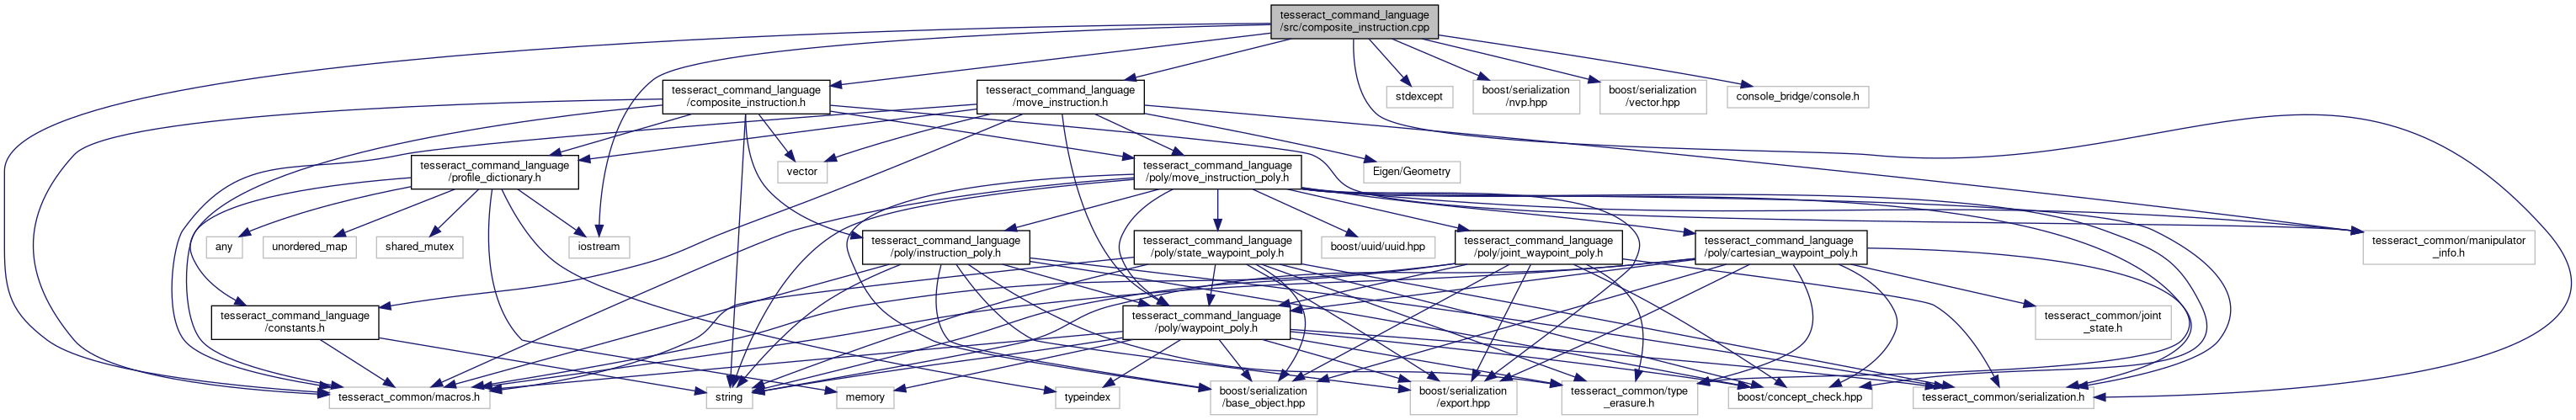 tesseract_command_language
/src/composite_instruction.cpp
tesseract_command_language
/composite_instruction.h
tesseract_command_language
/move_instruction.h
stdexcept
boost/serialization
/nvp.hpp
boost/serialization
/vector.hpp
console_bridge/console.h
tesseract_command_language
/profile_dictionary.h
vector
tesseract_command_language
/poly/move_instruction_poly.h
Eigen/Geometry
any
unordered_map
shared_mutex
iostream
tesseract_command_language
/poly/instruction_poly.h
tesseract_command_language
/poly/state_waypoint_poly.h
boost/uuid/uuid.hpp
tesseract_command_language
/poly/joint_waypoint_poly.h
tesseract_command_language
/poly/cartesian_waypoint_poly.h
tesseract_common/manipulator
_info.h
tesseract_command_language
/constants.h
tesseract_command_language
/poly/waypoint_poly.h
tesseract_common/joint
_state.h
tesseract_common/macros.h
string
memory
typeindex
boost/serialization
/base_object.hpp
boost/serialization
/export.hpp
tesseract_common/type
_erasure.h
boost/concept_check.hpp
tesseract_common/serialization.h